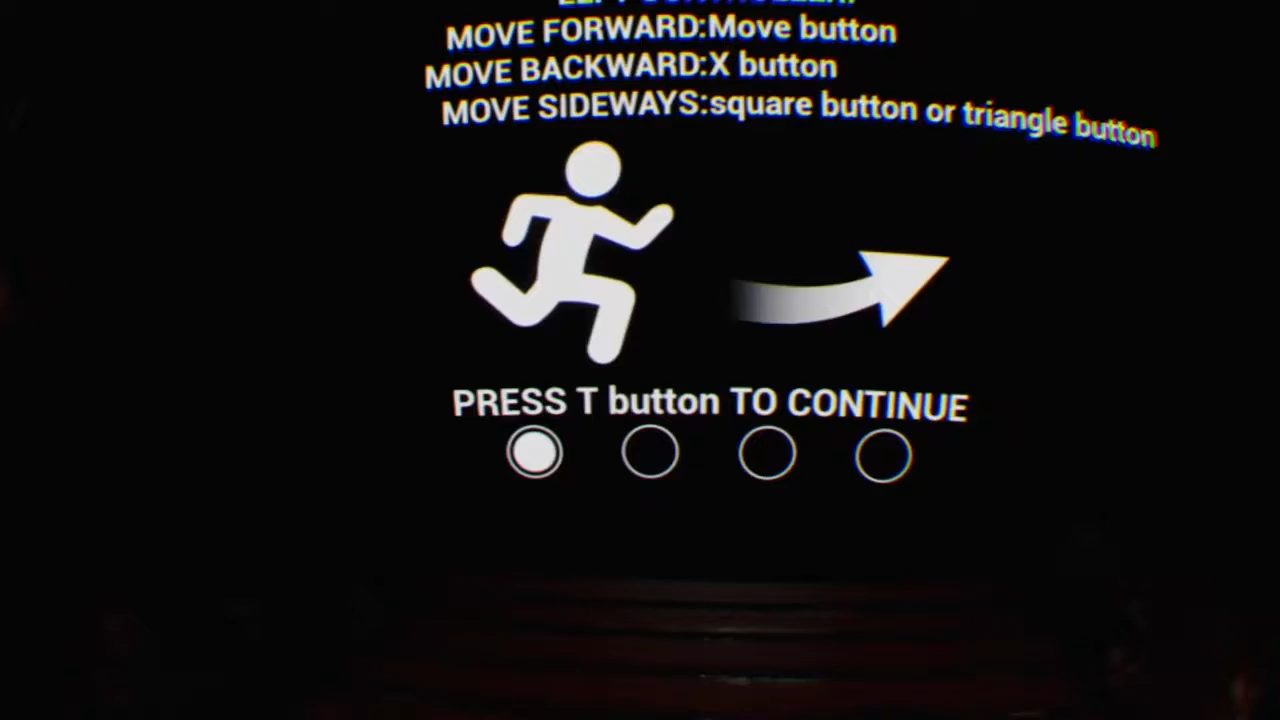 MOVE FORWARD:Move button
MOVE BACKWARD:X button
MOVE SIDEWAYS:square button or triangle button
PRESS T button TO CONTINUE